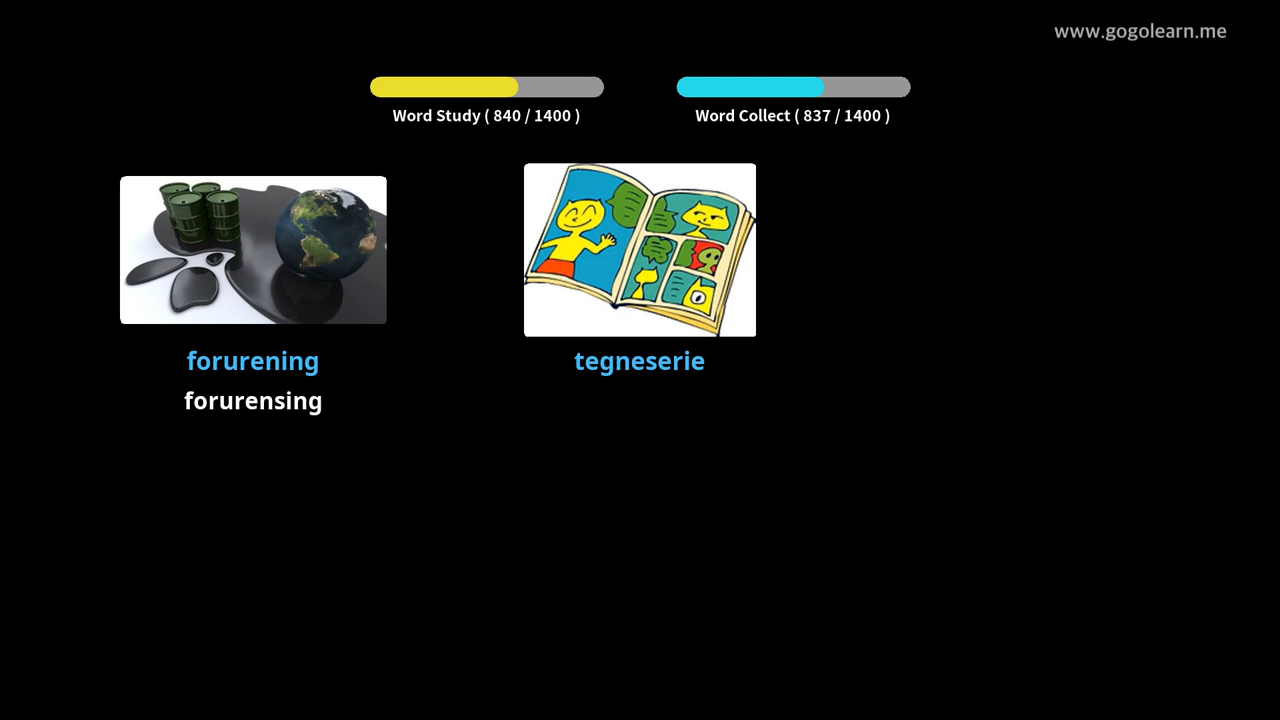 www.gogolearn.me
Word Study ( 840 / 1400 )
Word Collect ( 837 / 1400 )
forurening
tegneserie
forurensing